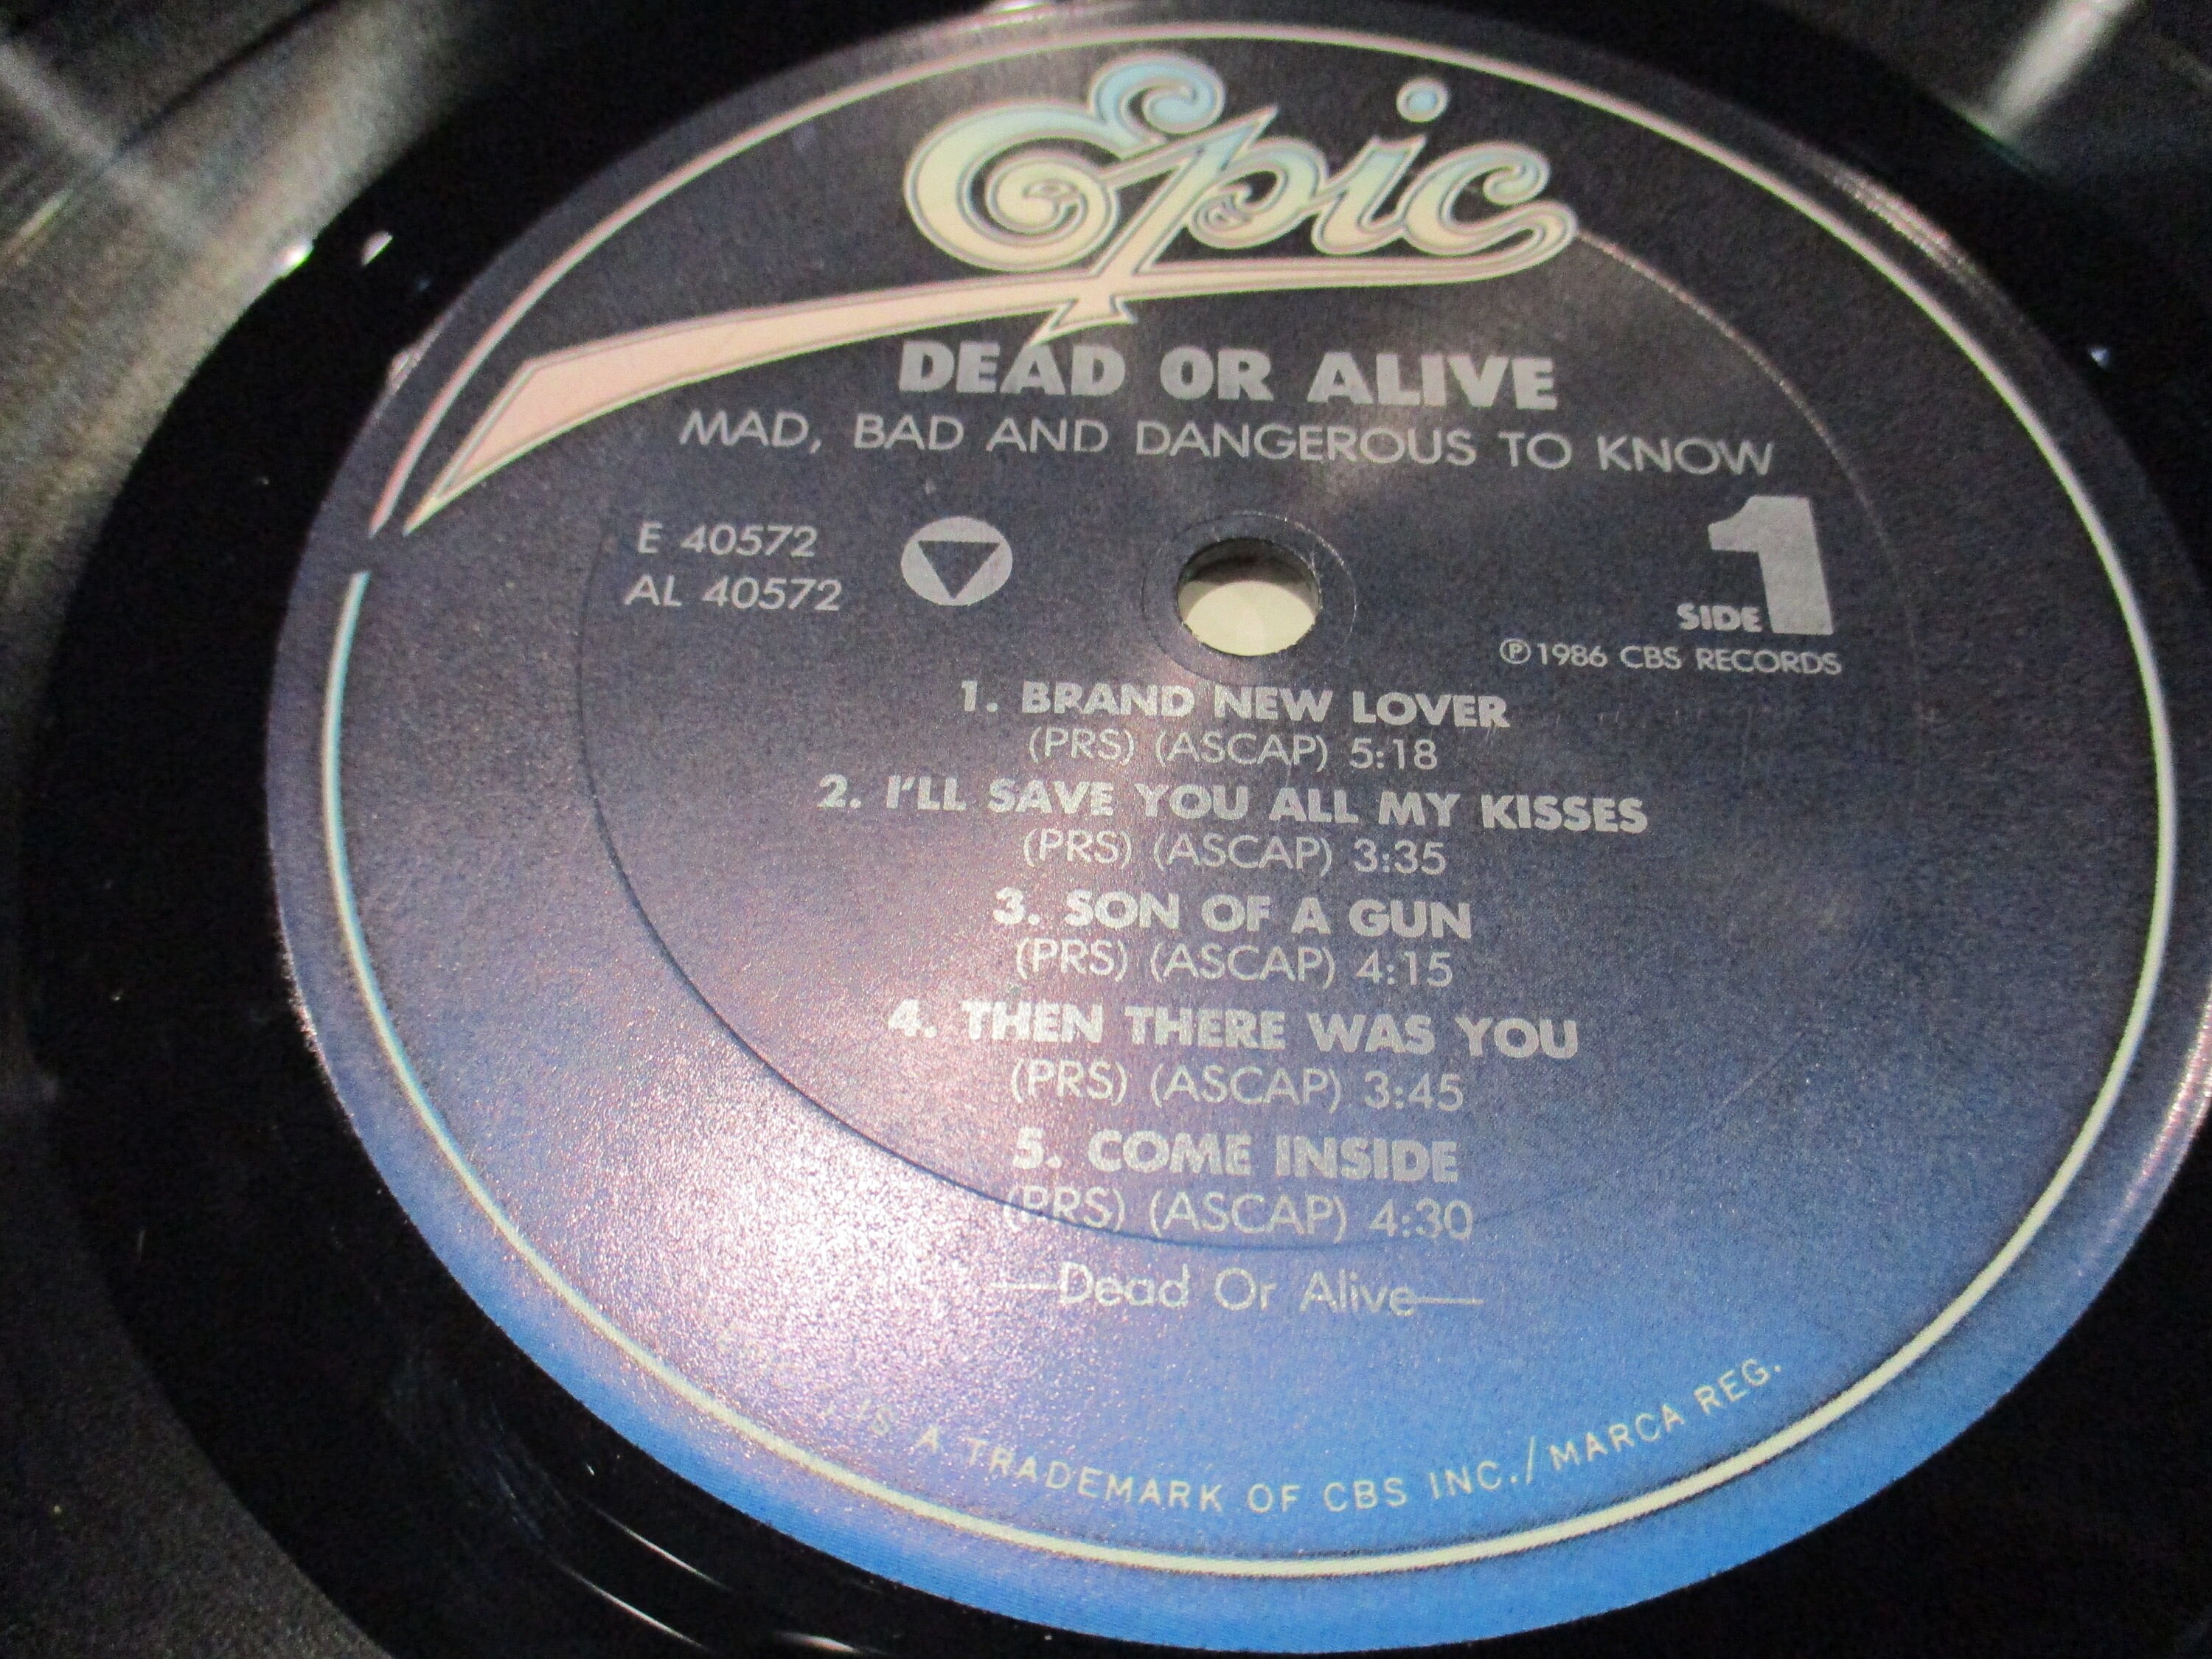 Epic
DEAD OR ALIVE
MAD, BAD AND DANGEROUS TO KNOW
E 40572
AL 40572
SIDE 1
Ⓟ1986 CBS RECORDS
1. BRAND NEW LOVER
(PRS) (ASCAP) 5:18
2. I'LL SAVE YOU ALL MY KISSES
(PRS) (ASCAP) 3:35
3. SON OF A GUN
(PRS) (ASCAP) 4:15
4. THEN THERE WAS YOU
(PRS) (ASCAP) 3:45
5. COME INSIDE
(PRS) (ASCAP) 4:30
—Dead Or Alive—
IS A TRADEMARK OF CBS INC./MARCA REG.